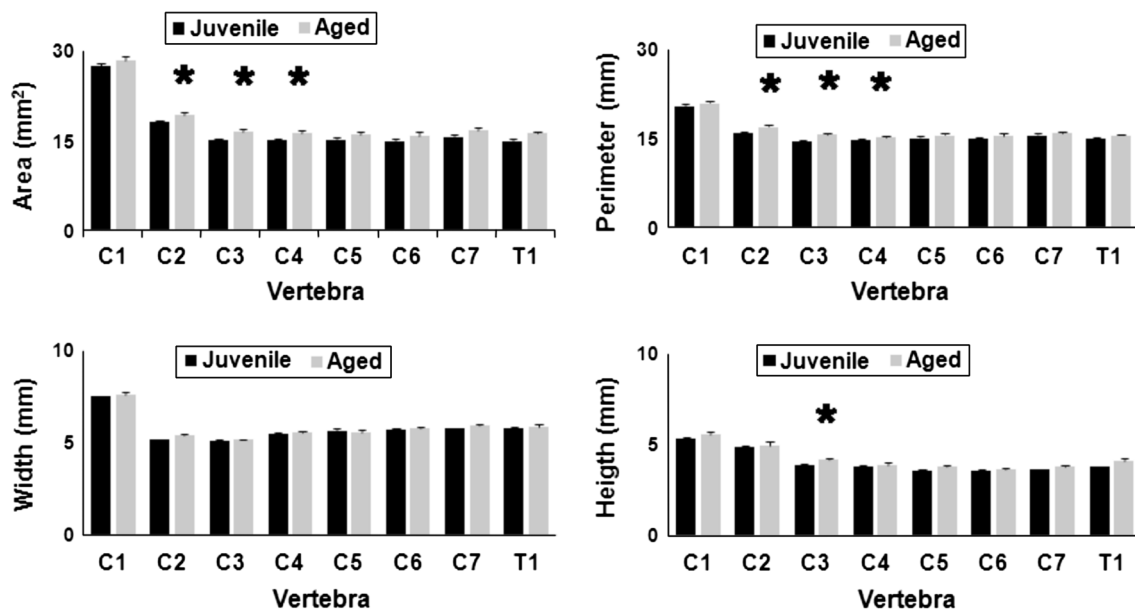 Juvenile Aged
Area (mm²)
30
15
0
* * *
C1 C2 C3 C4 C5 C6 C7 T1
Vertebra
Juvenile Aged
Perimeter (mm)
30
15
0
* * *
C1 C2 C3 C4 C5 C6 C7 T1
Vertebra
Juvenile Aged
Width (mm)
10
5
0
C1 C2 C3 C4 C5 C6 C7 T1
Vertebra
Juvenile Aged
Heigth (mm)
10
5
0
*
C1 C2 C3 C4 C5 C6 C7 T1
Vertebra